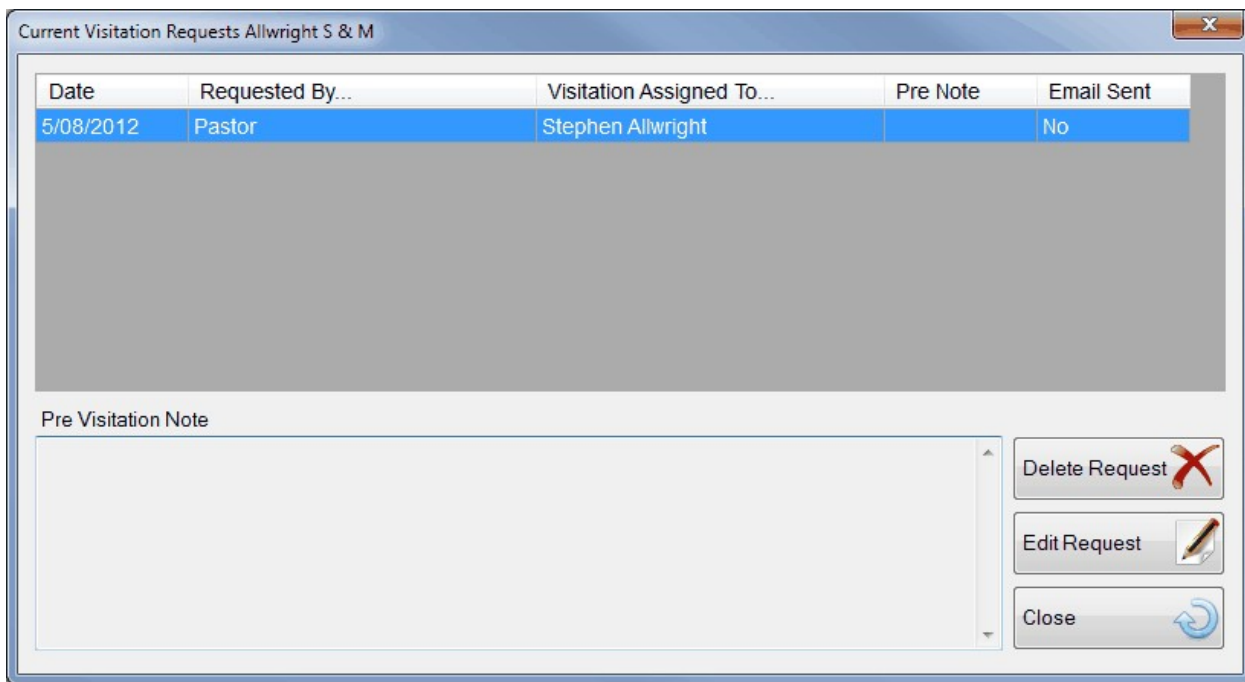 Current Visitation Requests Allwright S & M
Date Requested By... Visitation Assigned To... Pre Note Email Sent
5/08/2012 Pastor Stephen Allwright No
Pre Visitation Note
Delete Request
Edit Request
Close